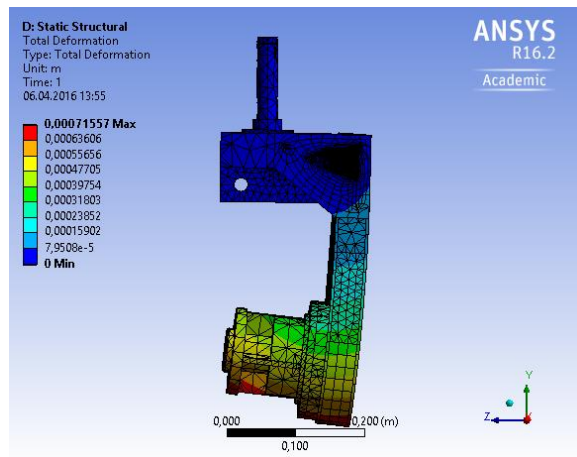 D: Static Structural
Total Deformation
Type: Total Deformation
Unit: m
Time: 1
06.04.2016 13:55
0,00071557 Max
0,00063606
0,00055656
0,00047705
0,00039754
0,00031803
0,00023852
0,00015902
7,9508e-5
0 Min
ANSYS
R16.2
Academic
0,000
0,200 (m)
0,100
Y
Z